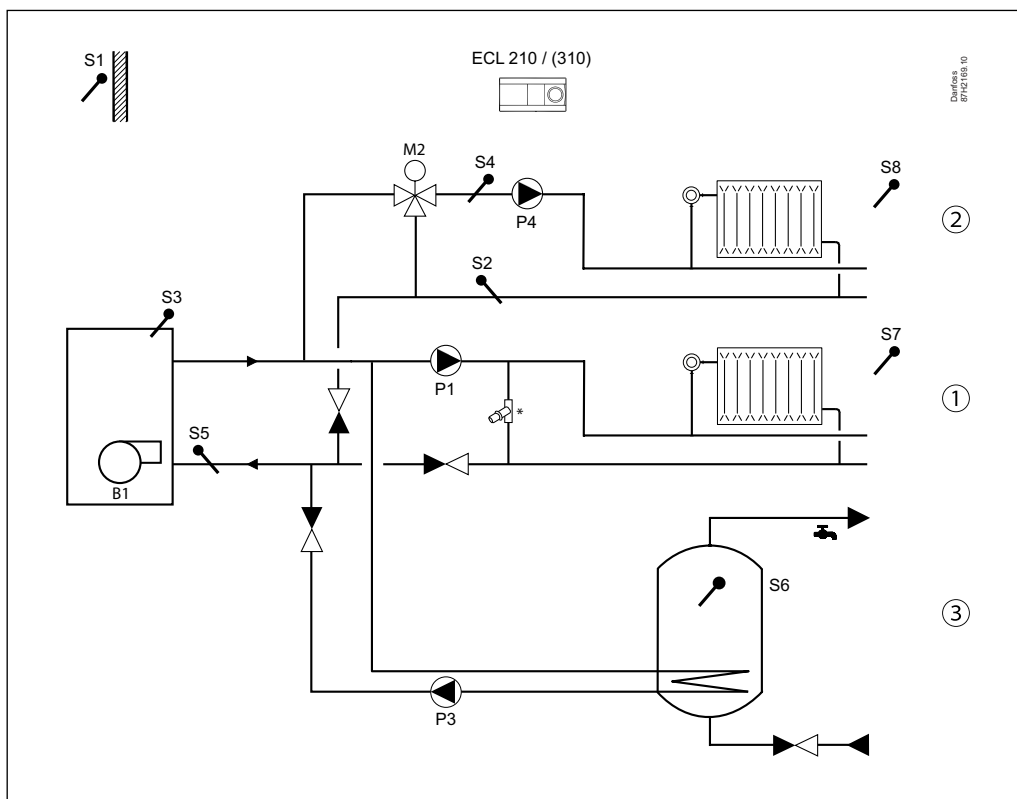 S1
ECL 210 / (310)
Danfoss
87H2169.10
M2
S4
P4
S8
2
S2
S3
P1
S7
*
1
S5
B1
S6
3
P3